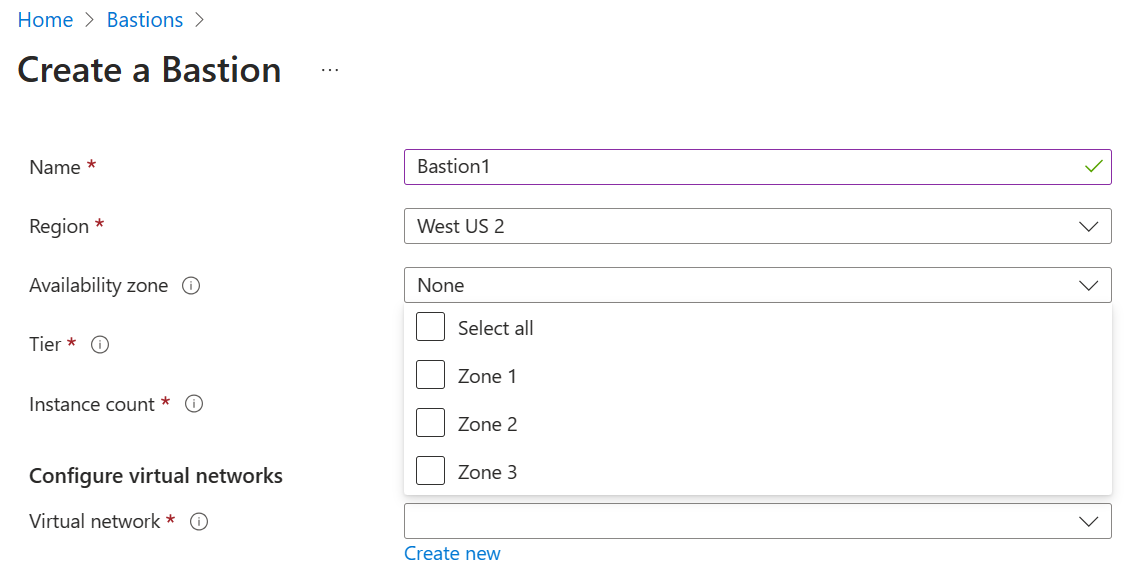 Home > Bastions >
Create a Bastion ...
Name * Bastion1
Region * West US 2
Availability zone None
Select all
Tier *
Zone 1
Instance count *
Zone 2
Zone 3
Configure virtual networks
Virtual network *
Create new